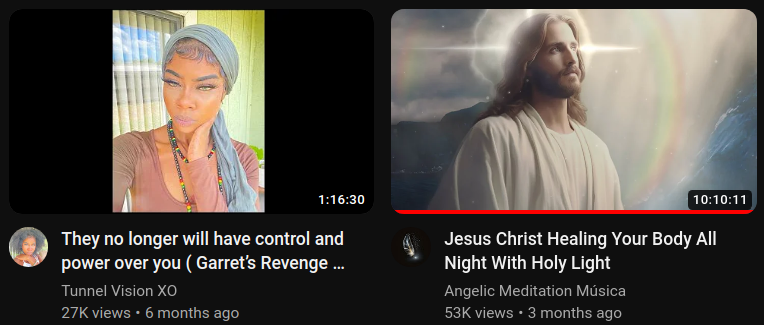 1:16:30
10:10:11
They no longer will have control and
power over you ( Garret’s Revenge ...
Tunnel Vision XO
27K views • 6 months ago
Jesus Christ Healing Your Body All
Night With Holy Light
Angelic Meditation Música
53K views • 3 months ago